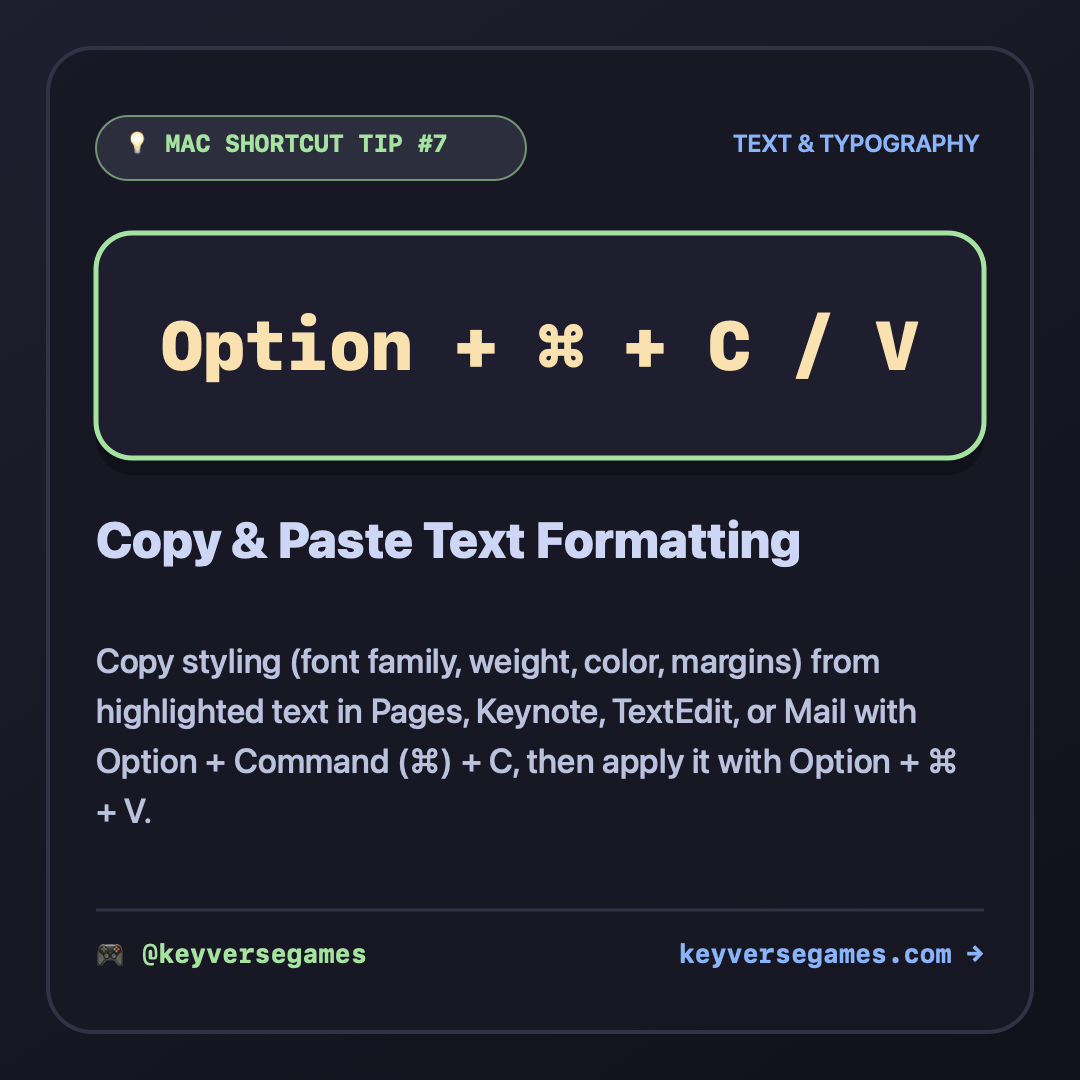 💡 MAC SHORTCUT TIP #7
TEXT & TYPOGRAPHY
Option + ⌘ + C / V
Copy & Paste Text Formatting
Copy styling (font family, weight, color, margins) from
highlighted text in Pages, Keynote, TextEdit, or Mail with
Option + Command (⌘) + C, then apply it with Option + ⌘
+ V.
🎮 @keyversegames
keyversegames.com →